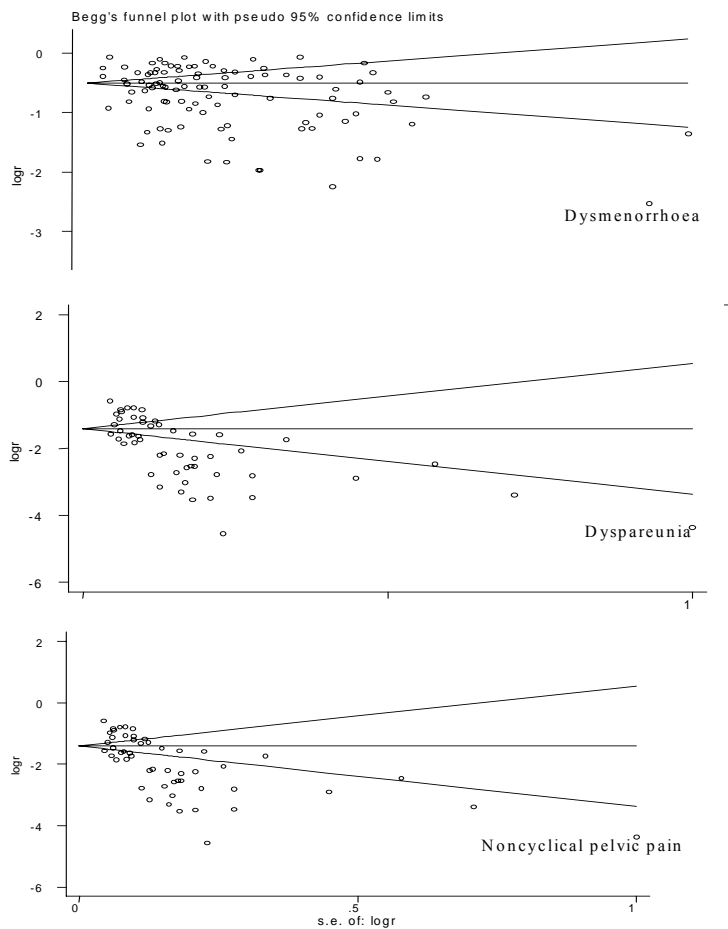 Begg's funnel plot with pseudo 95% confidence limits
0
-1
logr
-2
Dysmenorrhoea
-3
2
0
logr
-2
-4
Dyspareunia
-6
1
2
0
logr
-2
-4
Noncyclical pelvic pain
-6
0 .5 1
s.e. of: logr